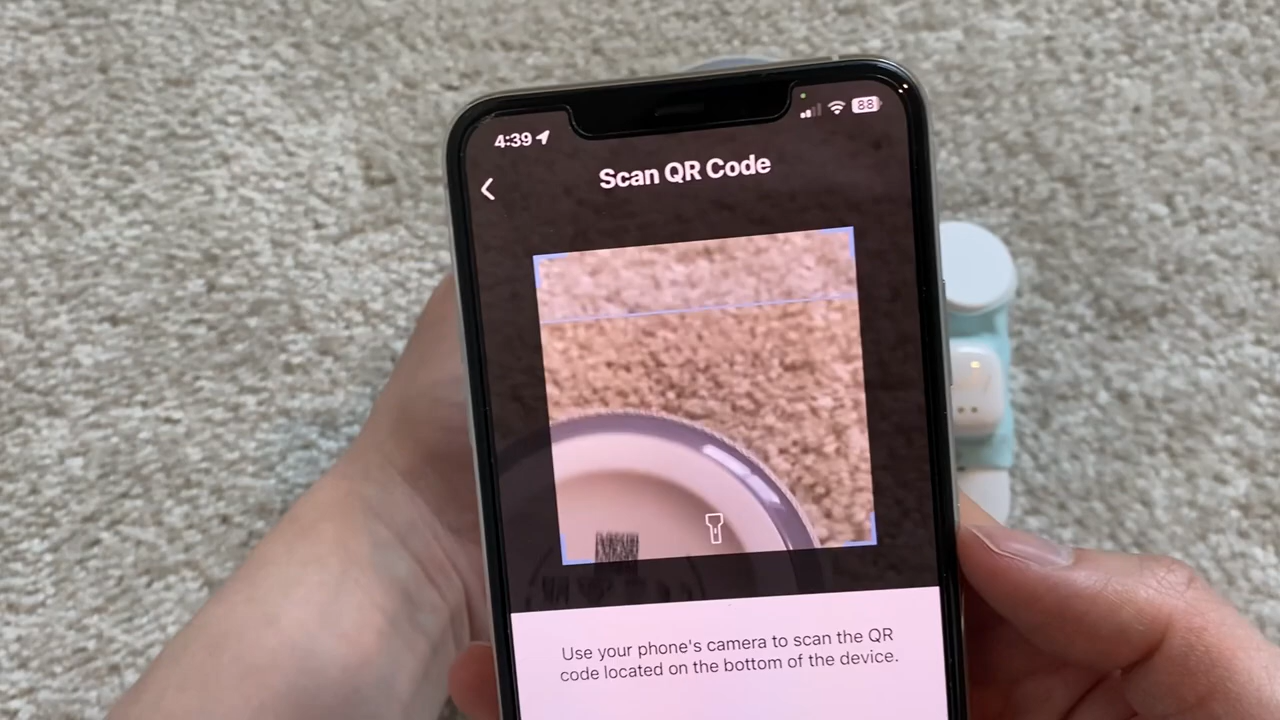 4:39
88
Scan QR Code
Use your phone's camera to scan the QR
code located on the bottom of the device.